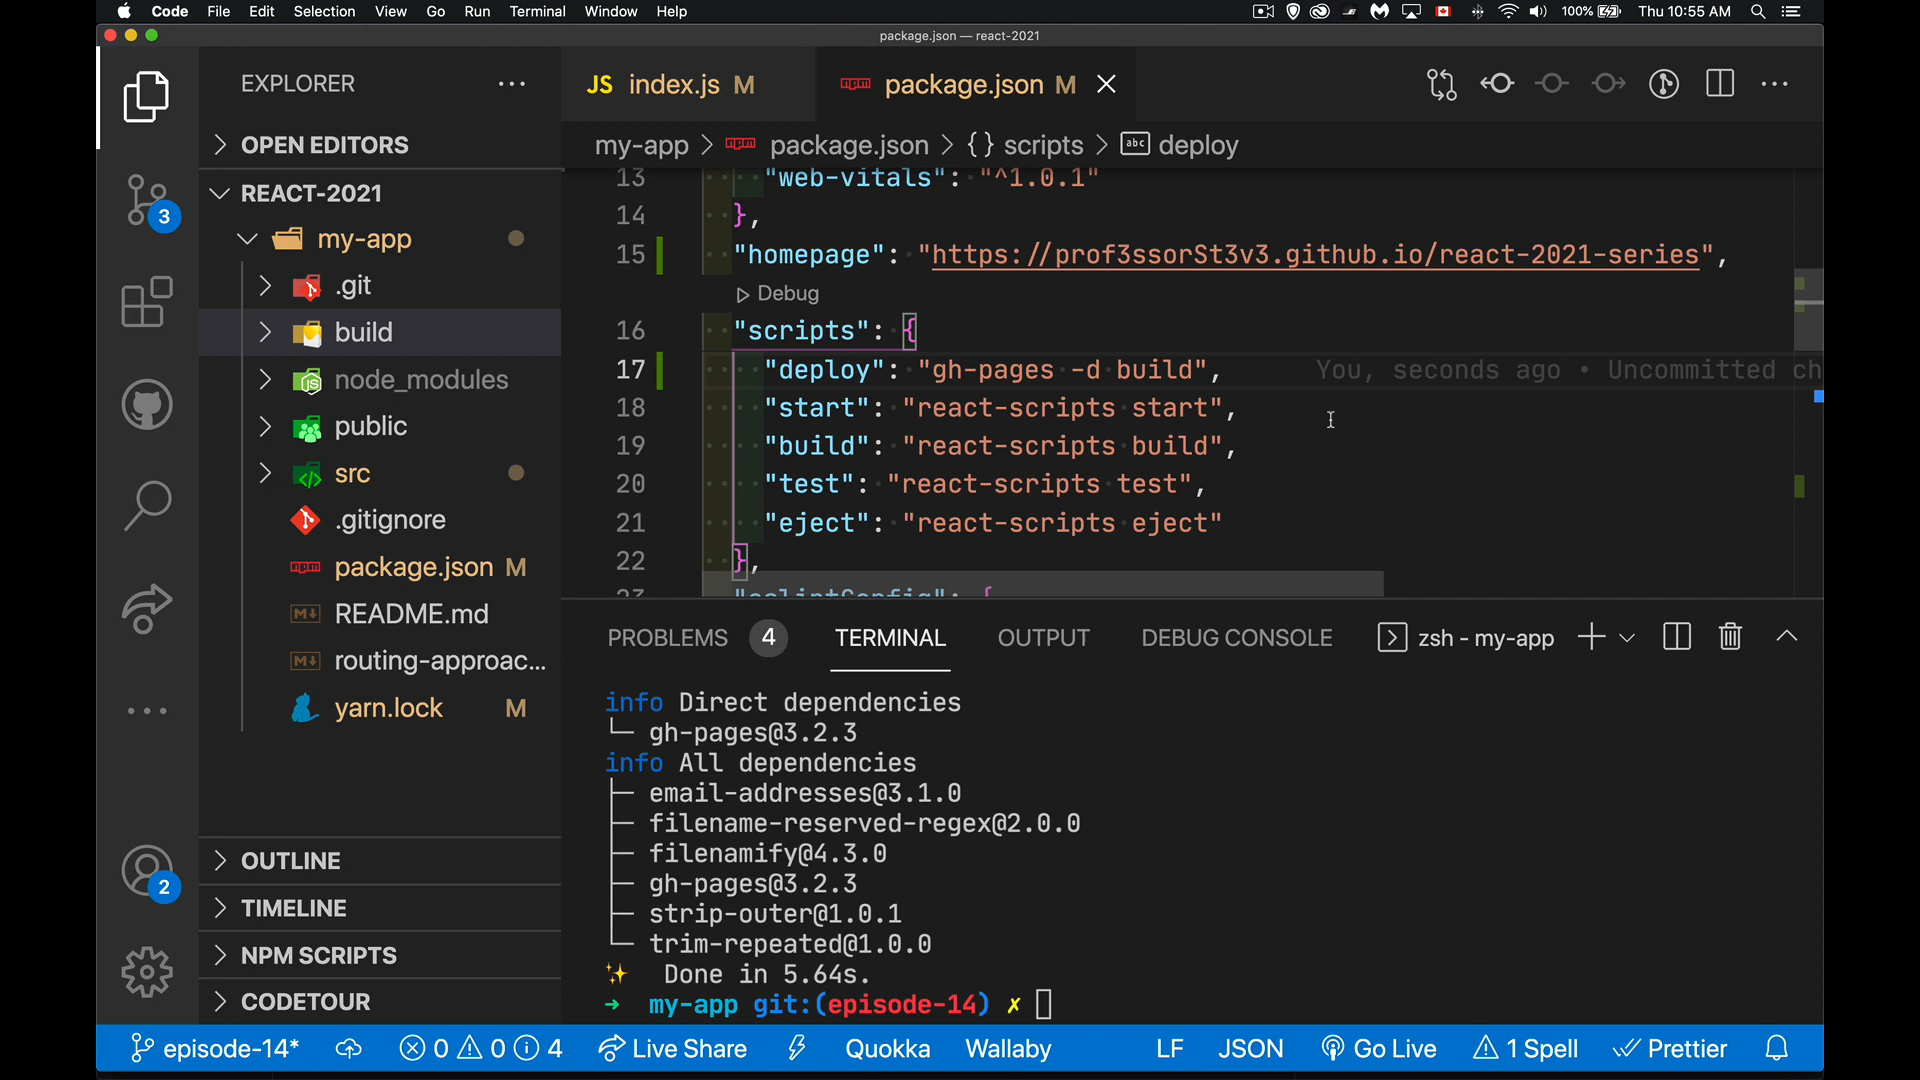 Code File Edit Selection View Go Run Terminal Window Help 100% Thu 10:55 AM
package.json — react-2021
EXPLORER
JS index.js M
package.json M
OPEN EDITORS
my-app > package.json > {} scripts > abc deploy
REACT-2021
my-app
.git
build
node_modules
public
src
.gitignore
package.json M
README.md
routing-approac...
yarn.lock M
OUTLINE
TIMELINE
NPM SCRIPTS
CODETOUR
3
2
13 "web-vitals": "^1.0.1"
14 },
15 "homepage": "https://prof3ssorSt3v3.github.io/react-2021-series",
Debug
16 "scripts": {
17 "deploy": "gh-pages -d build", You, seconds ago • Uncommitted ch
18 "start": "react-scripts start",
19 "build": "react-scripts build",
20 "test": "react-scripts test",
21 "eject": "react-scripts eject"
22 },
23 "eslintConfig": {
PROBLEMS 4 TERMINAL OUTPUT DEBUG CONSOLE zsh - my-app
info Direct dependencies
└─ gh-pages@3.2.3
info All dependencies
├─ email-addresses@3.1.0
├─ filename-reserved-regex@2.0.0
├─ filenamify@4.3.0
├─ gh-pages@3.2.3
├─ strip-outer@1.0.1
└─ trim-repeated@1.0.0
✨ Done in 5.64s.
➜ my-app git:(episode-14) ✗
episode-14* 0 0 4 Live Share Quokka Wallaby LF JSON Go Live 1 Spell Prettier